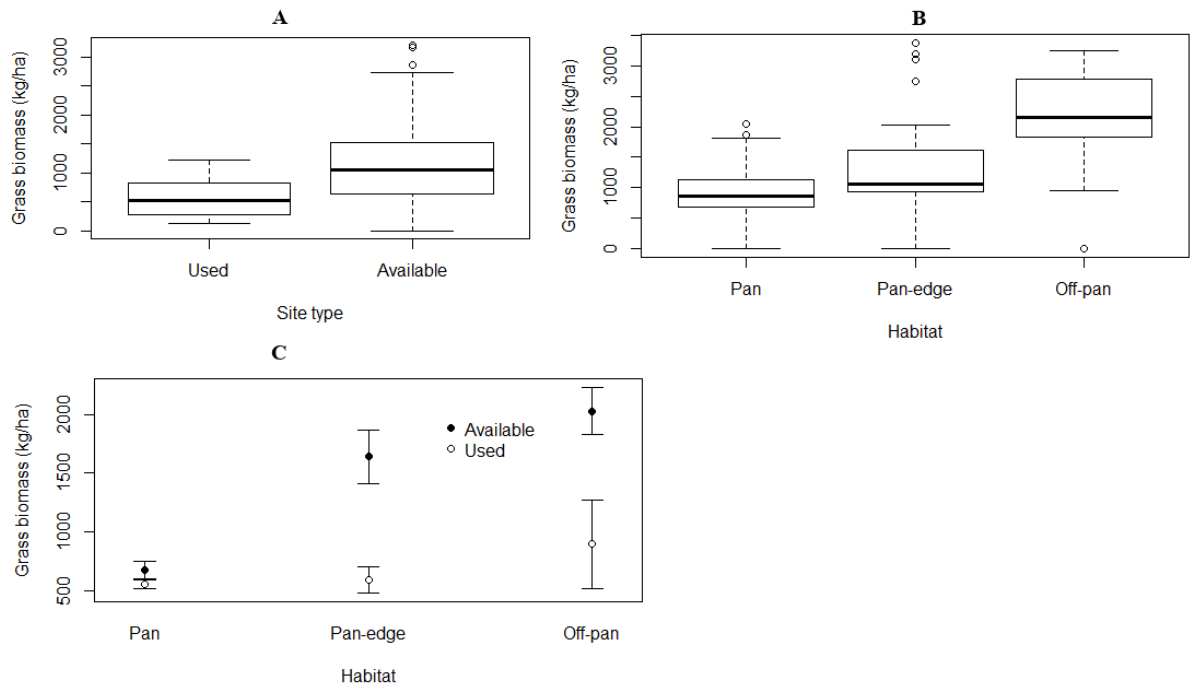 A
Grass biomass (kg/ha)
3000
2000
1000
0
Used
Available
Site type
B
Grass biomass (kg/ha)
3000
2000
1000
0
Pan
Pan-edge
Off-pan
Habitat
C
Grass biomass (kg/ha)
2000
1500
1000
500
Available
Used
Pan
Pan-edge
Off-pan
Habitat